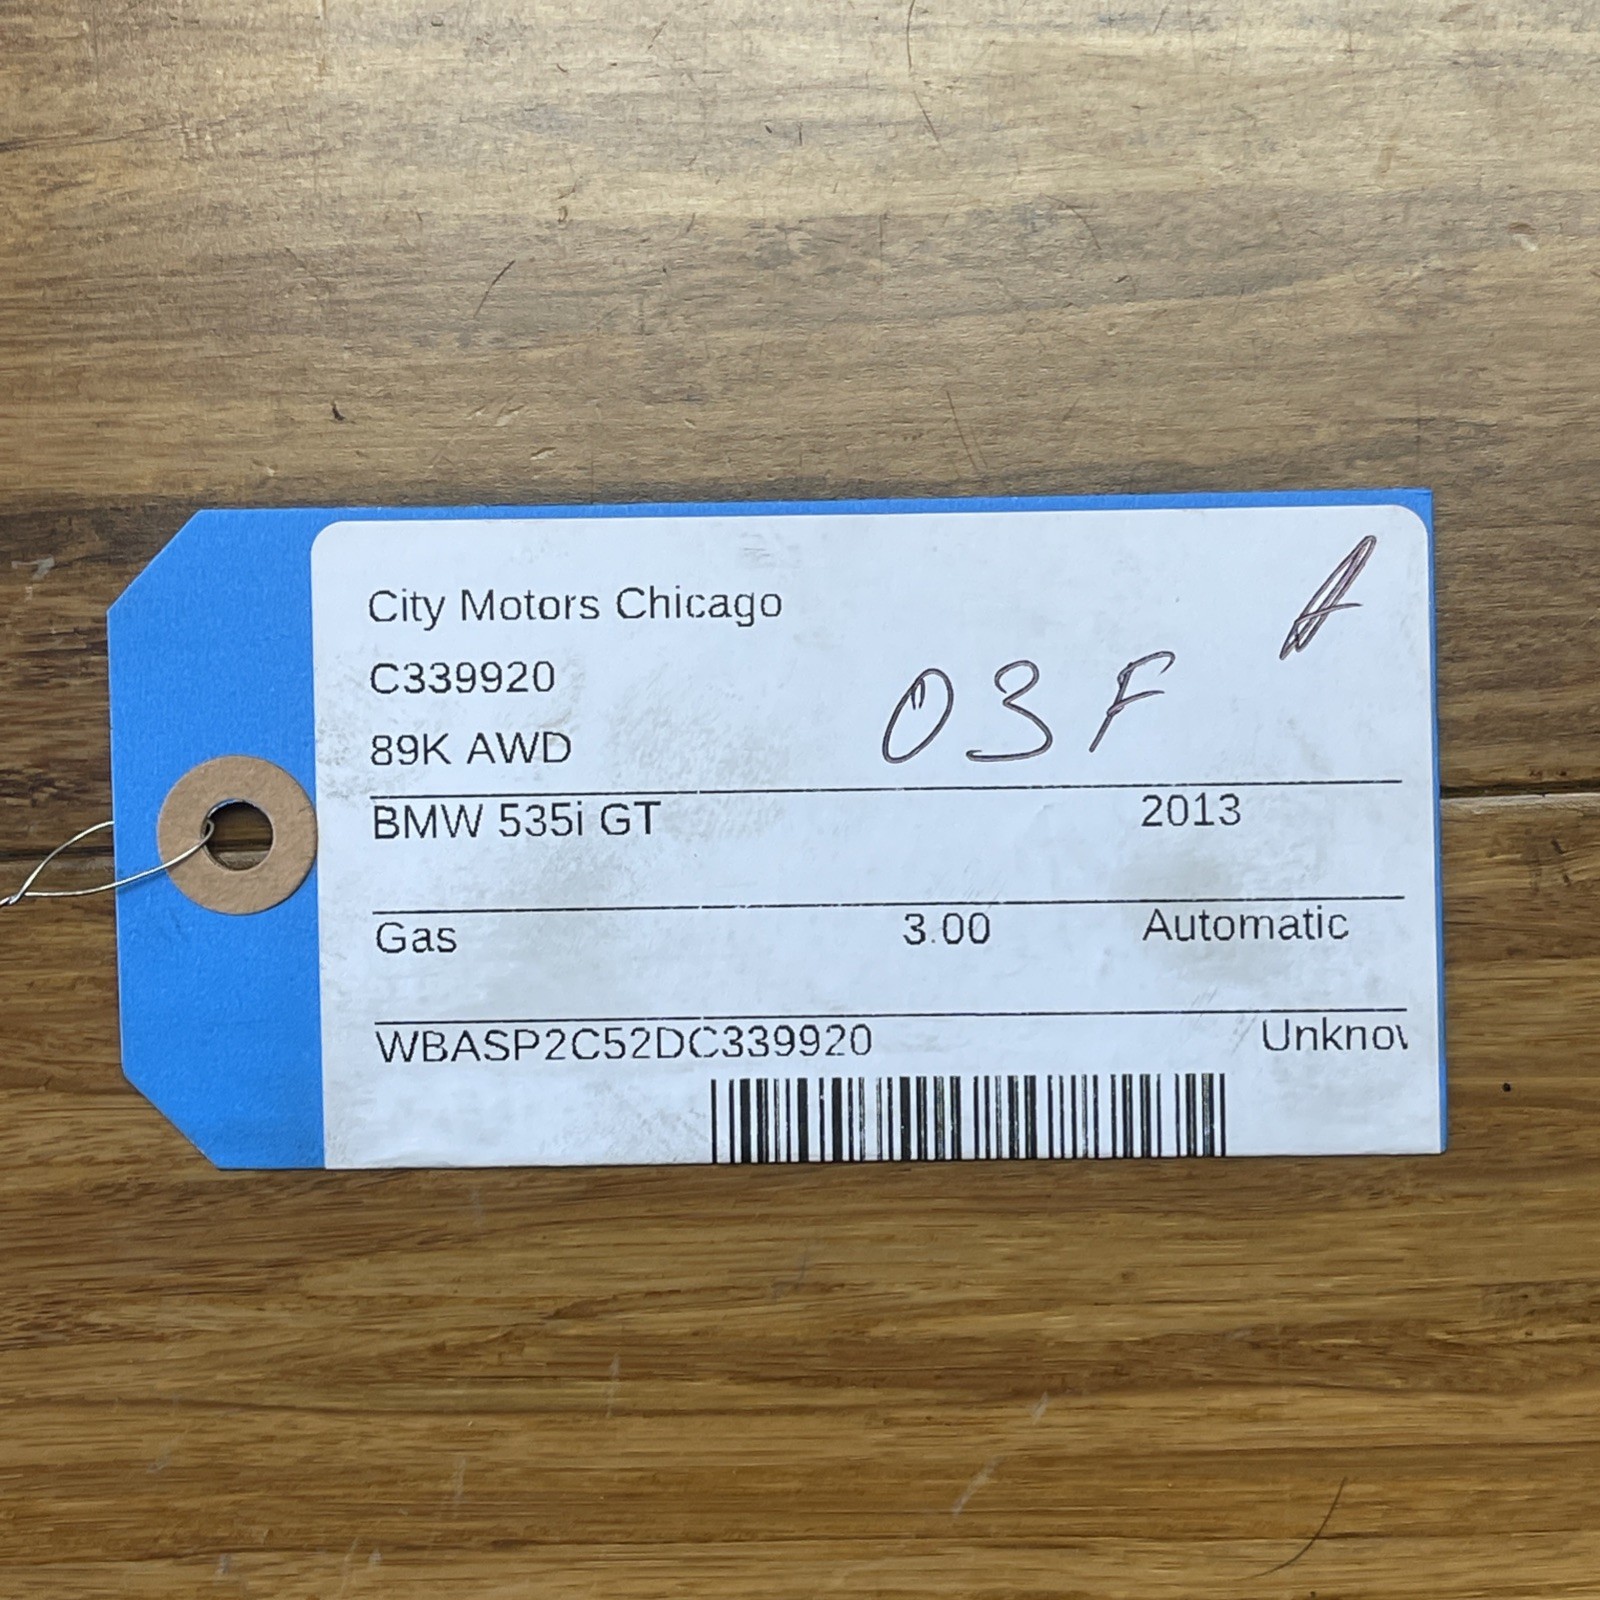 City Motors Chicago
A
C339920
03F
89K AWD
BMW 535i GT 2013
Gas 3.00 Automatic
WBASP2C52DC339920 Unknov